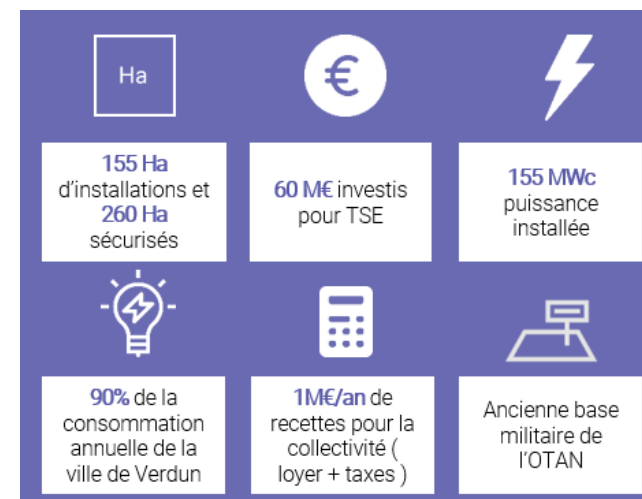 Ha
€
155 Ha
d'installations et
260 Ha
sécurisés
60 M€ investis
pour TSE
155 MWc
puissance
installée
90% de la
consommation
annuelle de la
ville de Verdun
1M€/an de
recettes pour la
collectivité (
loyer + taxes )
Ancienne base
militaire de
l'OTAN